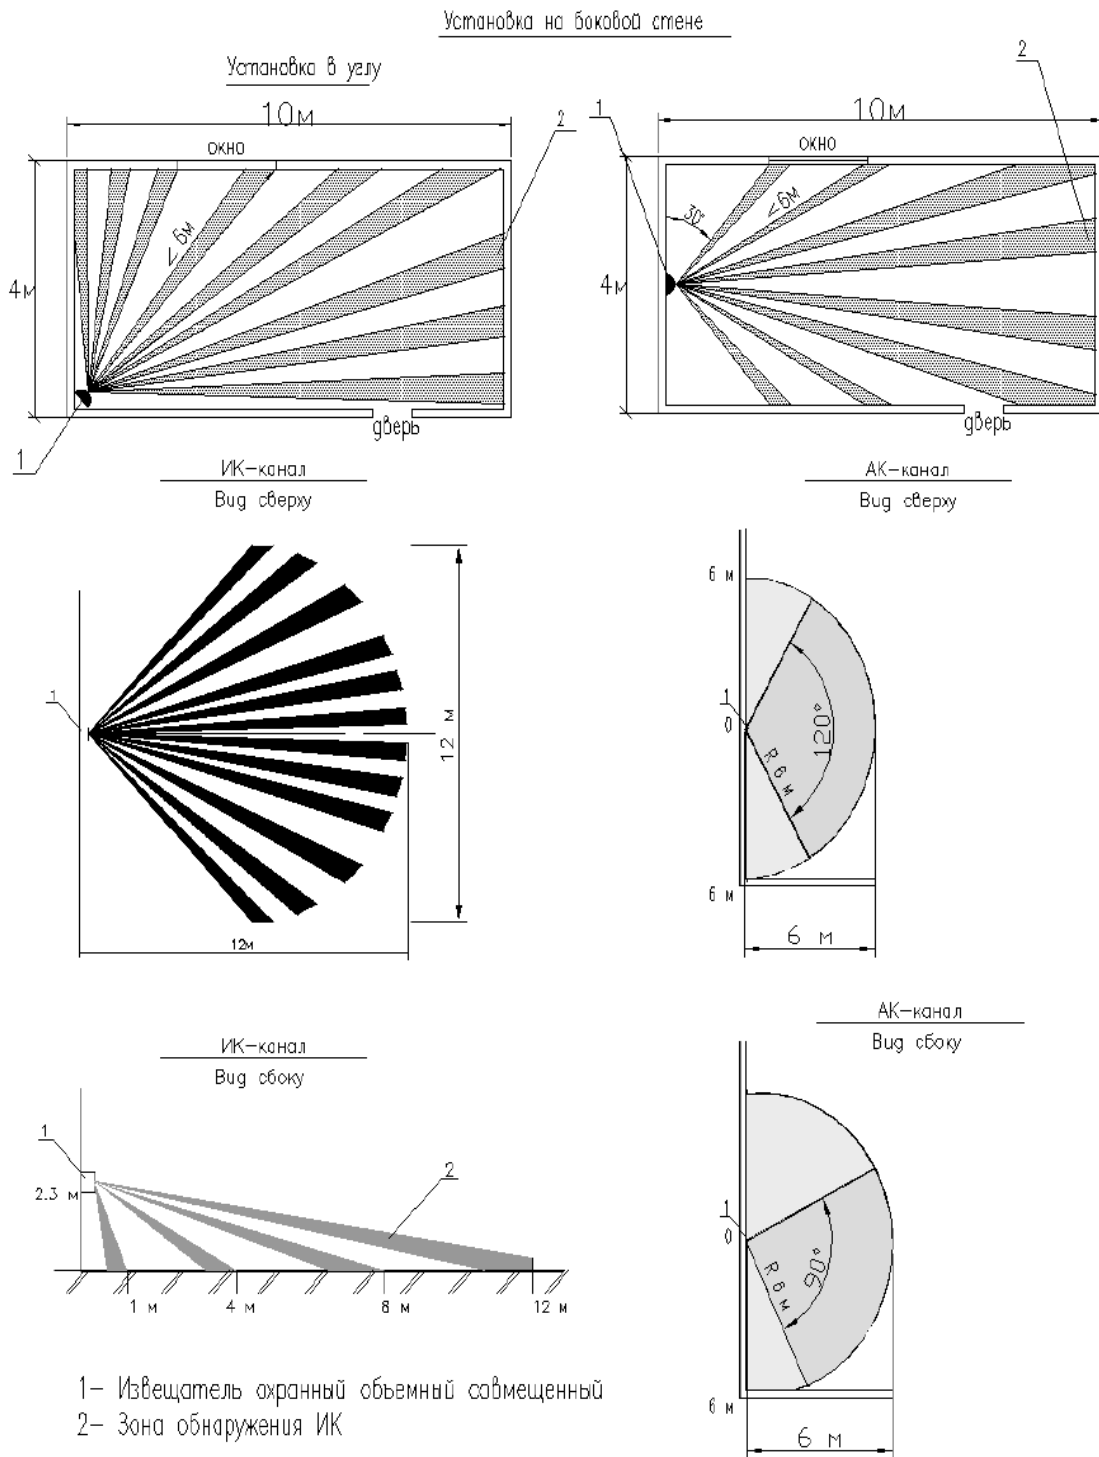 Установка на боковой стене
Установка в углу
10м
окно
2
4м
< 6м
дверь
1
10м
окно
1
2
30°
<6м
4м
дверь
ИК-канал
Вид сверху
1
12 м
12м
АК-канал
Вид сверху
6 м
1
0
120°
R 6 м
6 м
6 м
ИК-канал
Вид сбоку
1
2
2.3 м
1 м
4 м
8 м
12 м
АК-канал
Вид сбоку
1
0
90°
R 6 м
6 м
6 м
1- Извещатель охранный объемный совмещенный
2- Зона обнаружения ИК